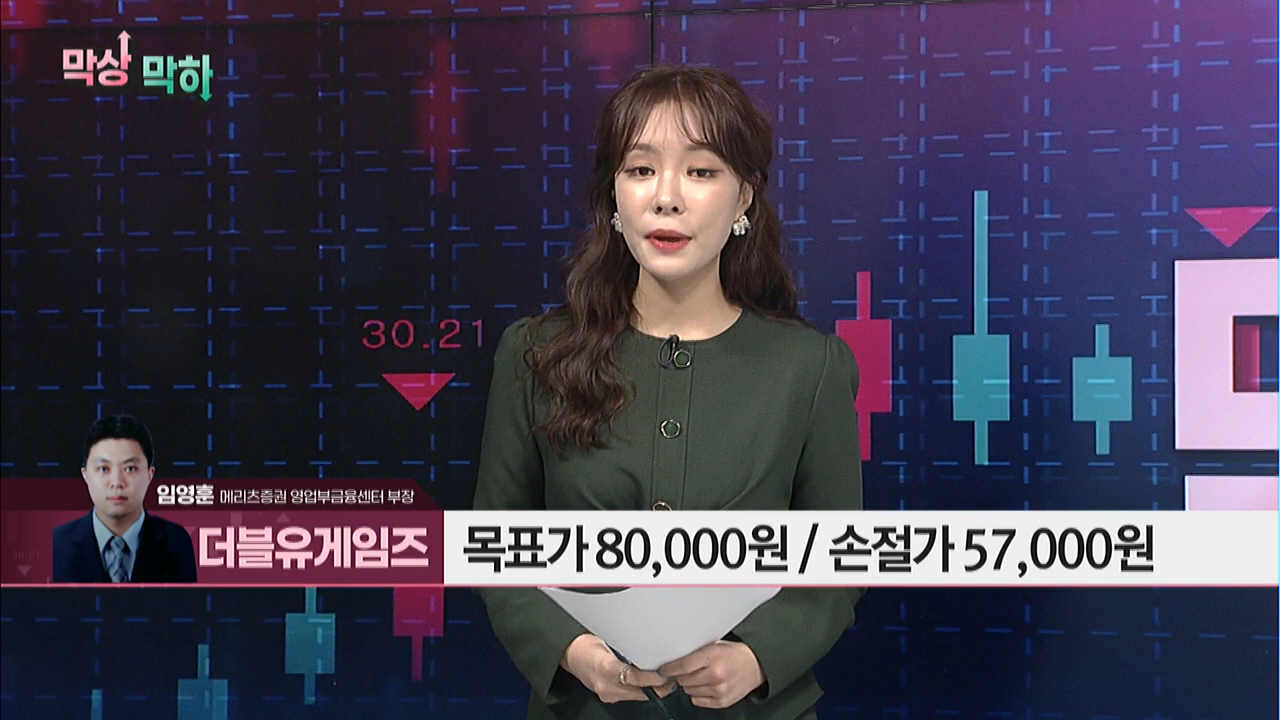 막상 막하
30.21
임영훈 메리츠증권 영업부금융센터 부장
더블유게임즈 목표가 80,000원 / 손절가 57,000원